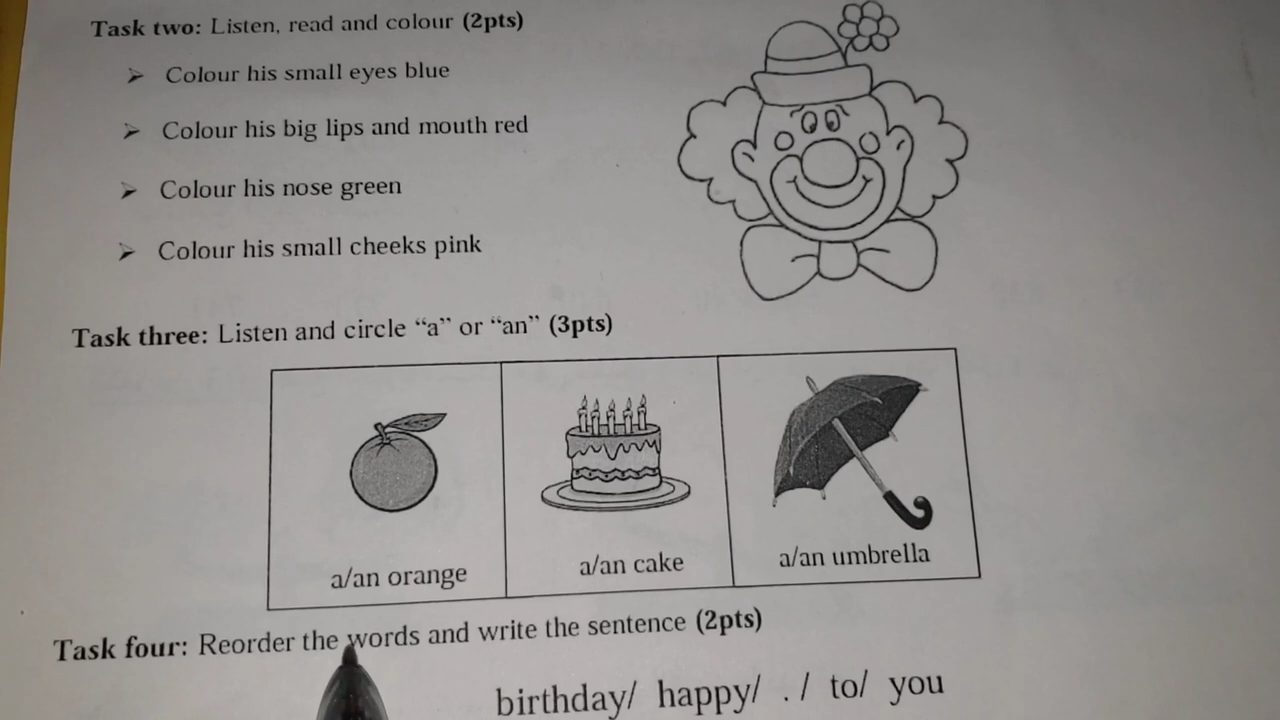 Task two: Listen, read and colour (2pts)
➢ Colour his small eyes blue
➢ Colour his big lips and mouth red
➢ Colour his nose green
➢ Colour his small cheeks pink
Task three: Listen and circle “a” or “an” (3pts)
a/an orange
a/an cake
a/an umbrella
Task four: Reorder the words and write the sentence (2pts)
birthday/ happy/ . / to/ you